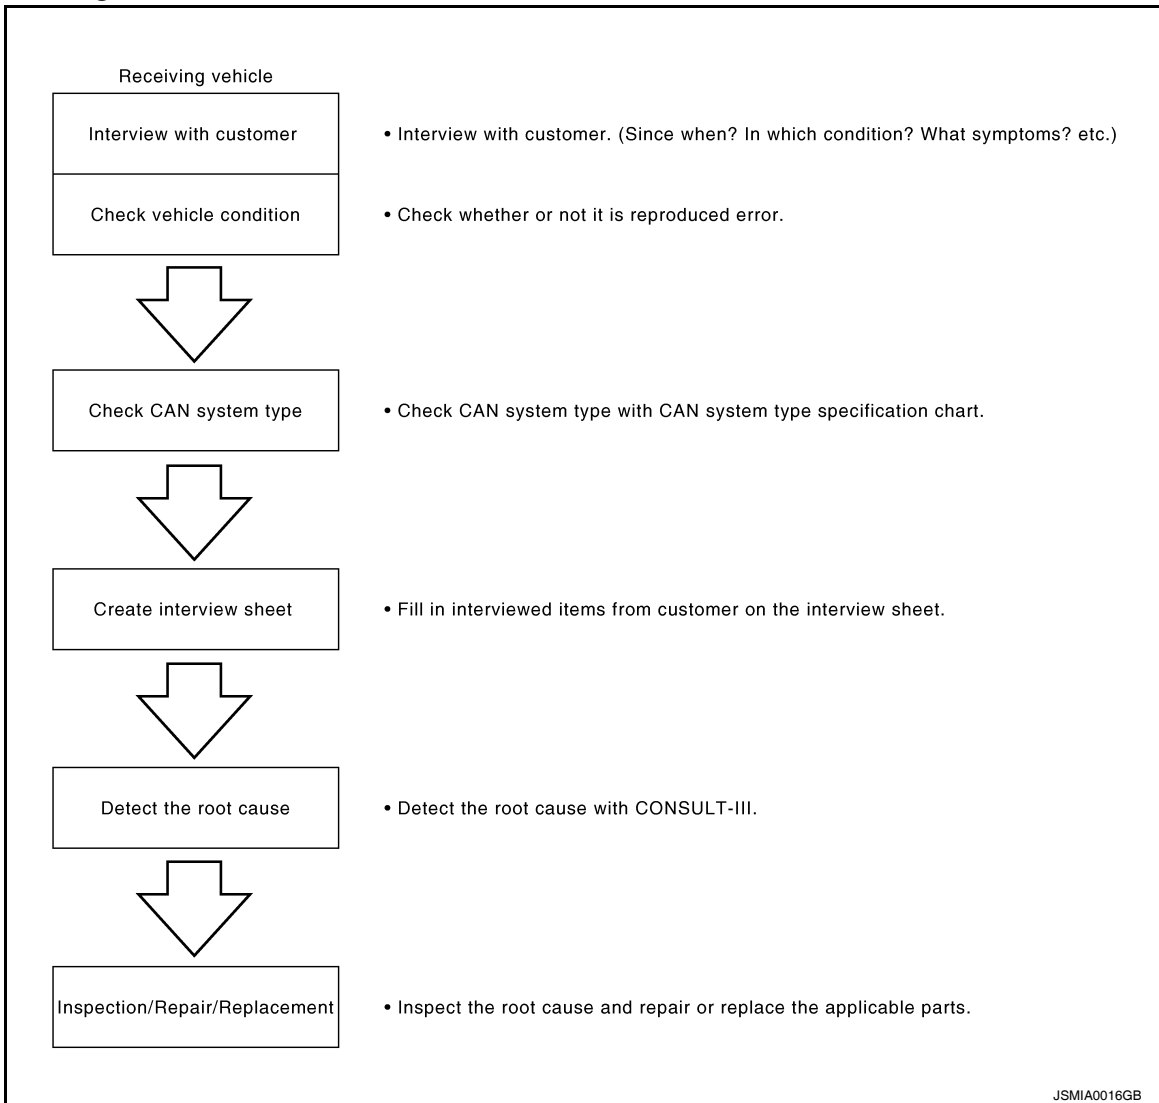 Receiving vehicle
Interview with customer
• Interview with customer. (Since when? In which condition? What symptoms? etc.)
Check vehicle condition
• Check whether or not it is reproduced error.
Check CAN system type
• Check CAN system type with CAN system type specification chart.
Create interview sheet
• Fill in interviewed items from customer on the interview sheet.
Detect the root cause
• Detect the root cause with CONSULT-III.
Inspection/Repair/Replacement
• Inspect the root cause and repair or replace the applicable parts.
JSMIA0016GB